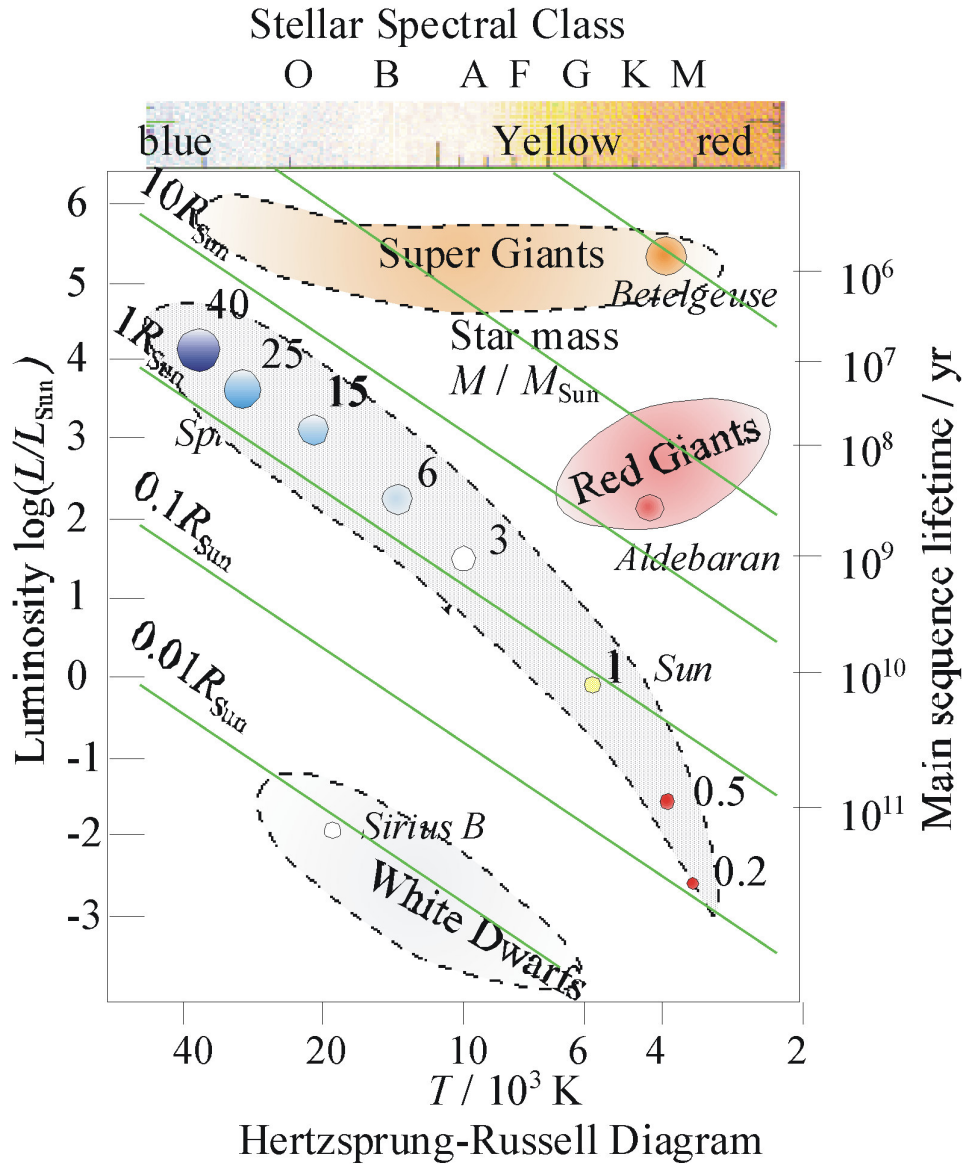 Stellar Spectral Class
O B A F G K M
blue Yellow red
10R_Sun
6
Super Giants
5
Betelgeuse
10^6
40
Star mass
M / M_Sun
1R_Sun
4
25
10^7
15
3
Sp
10^8
Red Giants
6
2
0.1R_Sun
3
Aldebaran
10^9
1
0.01R_Sun
0
1
Sun
10^10
-1
0.5
10^11
-2
Sirius B
0.2
White Dwarfs
-3
Luminosity log(L/L_Sun)
Main sequence lifetime / yr
40 20 10 6 4 2
T / 10^3 K
Hertzsprung-Russell Diagram